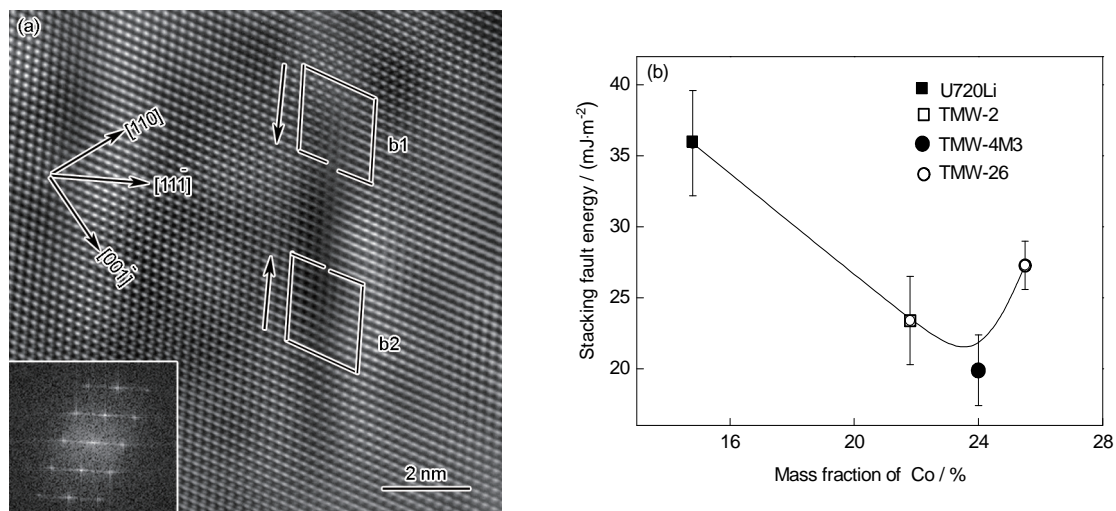 (a)
[110]
[111̄]
[001̄]
b1
b2
2 nm
(b)
Stacking fault energy / (mJ·m⁻²)
40
35
30
25
20
U720Li
TMW-2
TMW-4M3
TMW-26
16
20
24
28
Mass fraction of Co / %